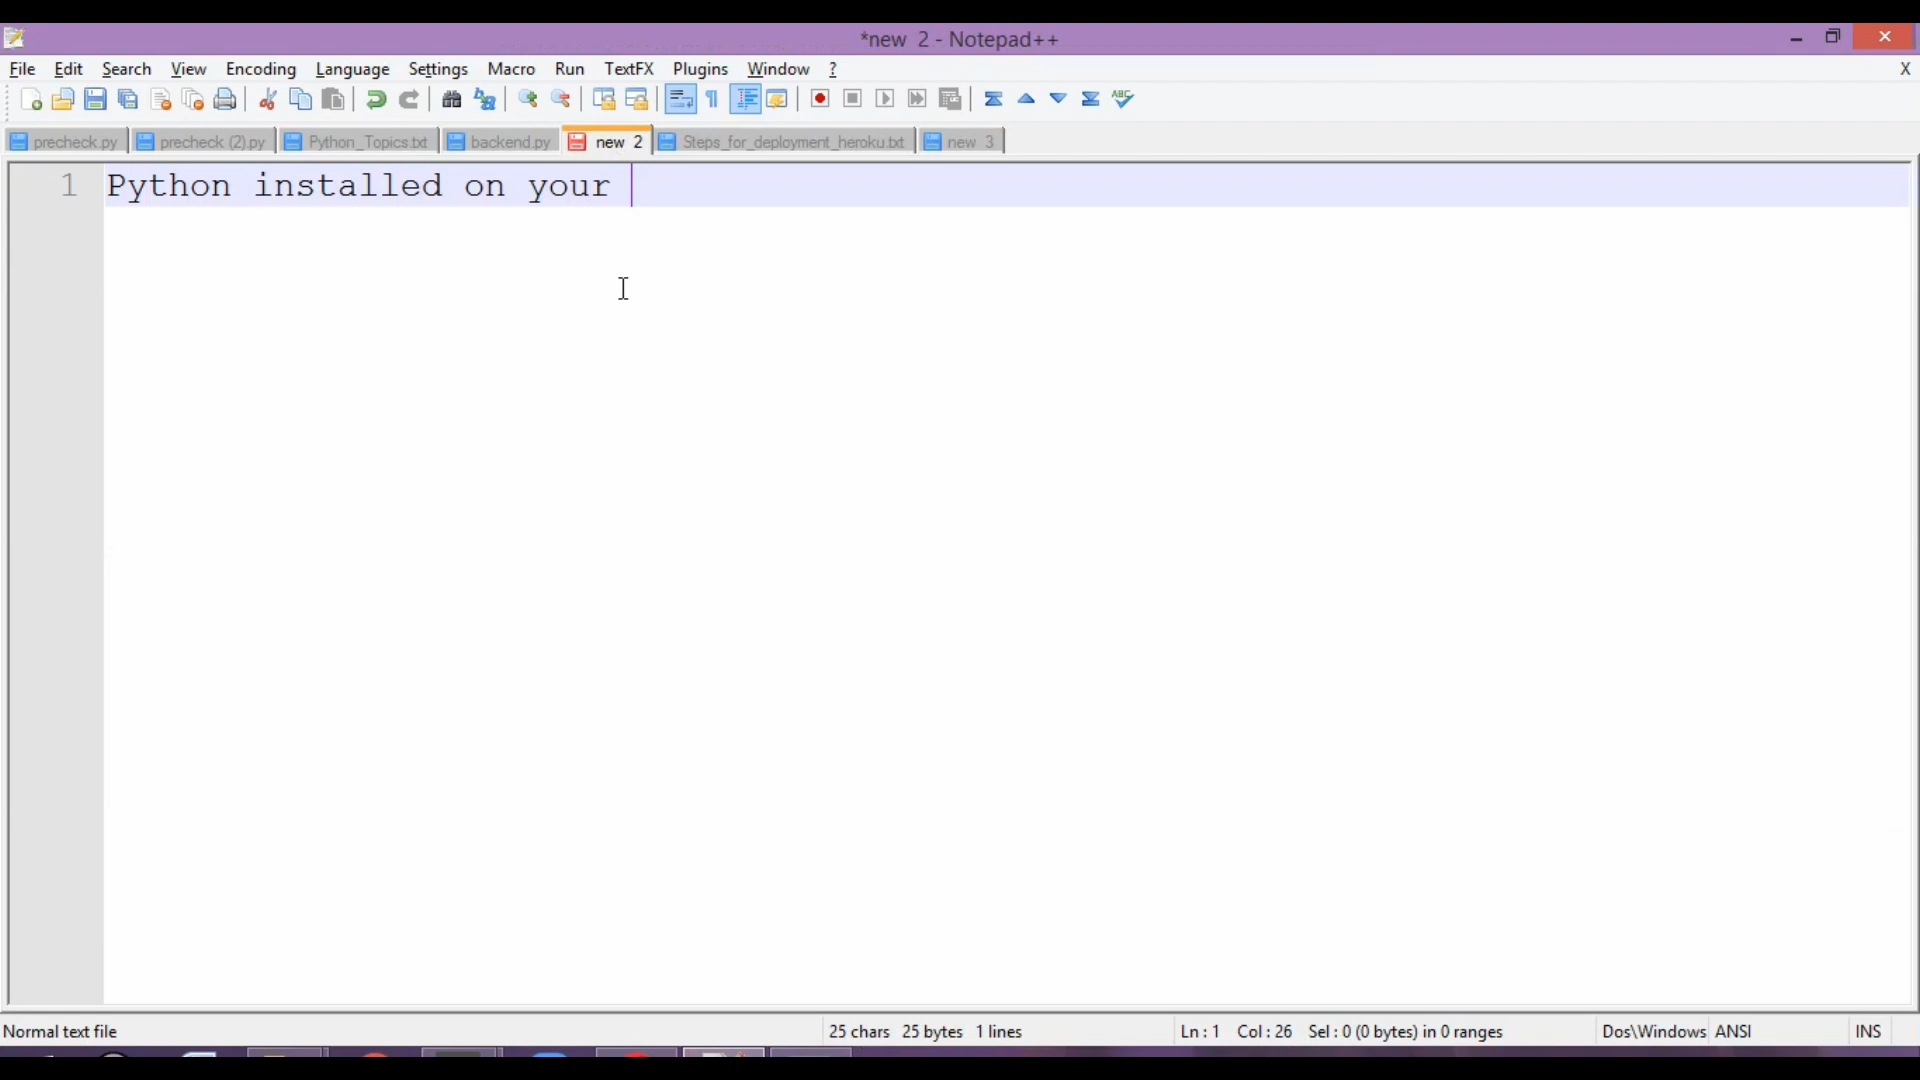 *new 2 - Notepad++
File Edit Search View Encoding Language Settings Macro Run TextFX Plugins Window ? X
ABC
precheck.py precheck (2).py Python_Topics.txt backend.py new 2 Steps_for_deployment_heroku.txt new 3
1 Python installed on your
Normal text file 25 chars 25 bytes 1 lines Ln : 1 Col : 26 Sel : 0 (0 bytes) in 0 ranges Dos\Windows ANSI INS